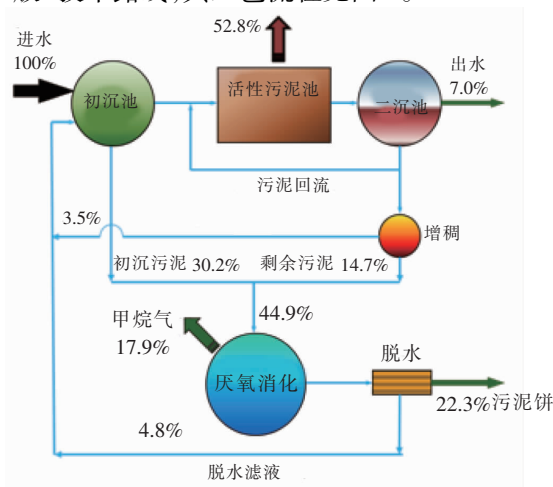 进水
100%
52.8%
初沉池
活性污泥池
二沉池
出水
7.0%
污泥回流
3.5%
增稠
初沉污泥 30.2%
剩余污泥 14.7%
44.9%
甲烷气
17.9%
厌氧消化
脱水
22.3%污泥饼
4.8%
脱水滤液